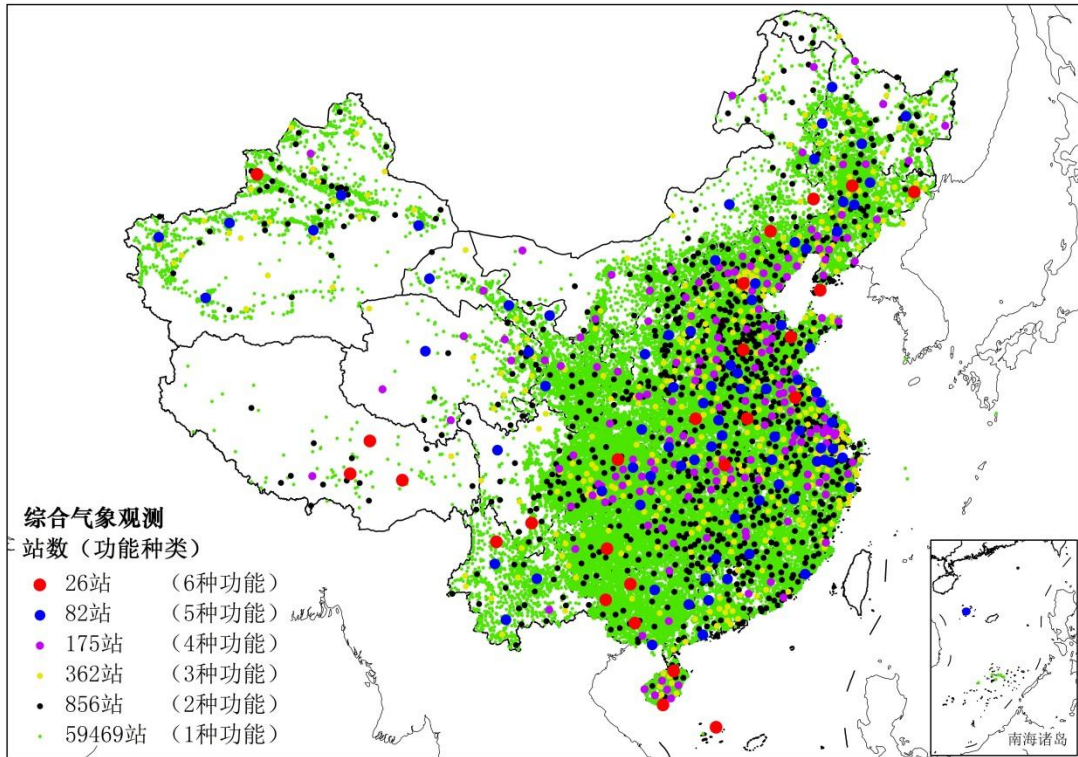 综合气象观测
站数（功能种类）
26站 （6种功能）
82站 （5种功能）
175站 （4种功能）
362站 （3种功能）
856站 （2种功能）
59469站 （1种功能）
南海诸岛